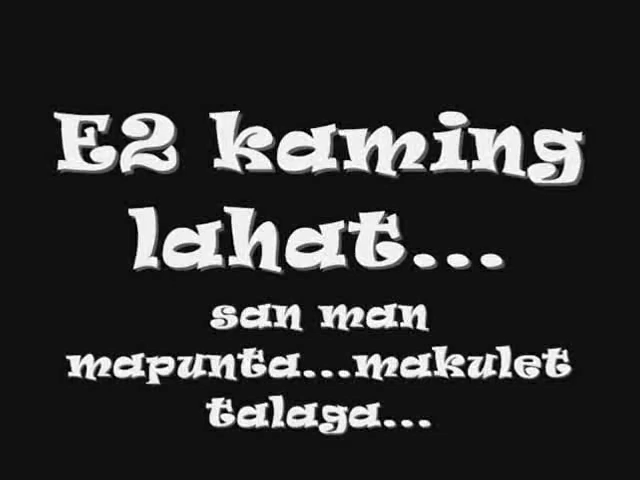 E2 kaming
lahat...
san man
mapunta...makulet
talaga...